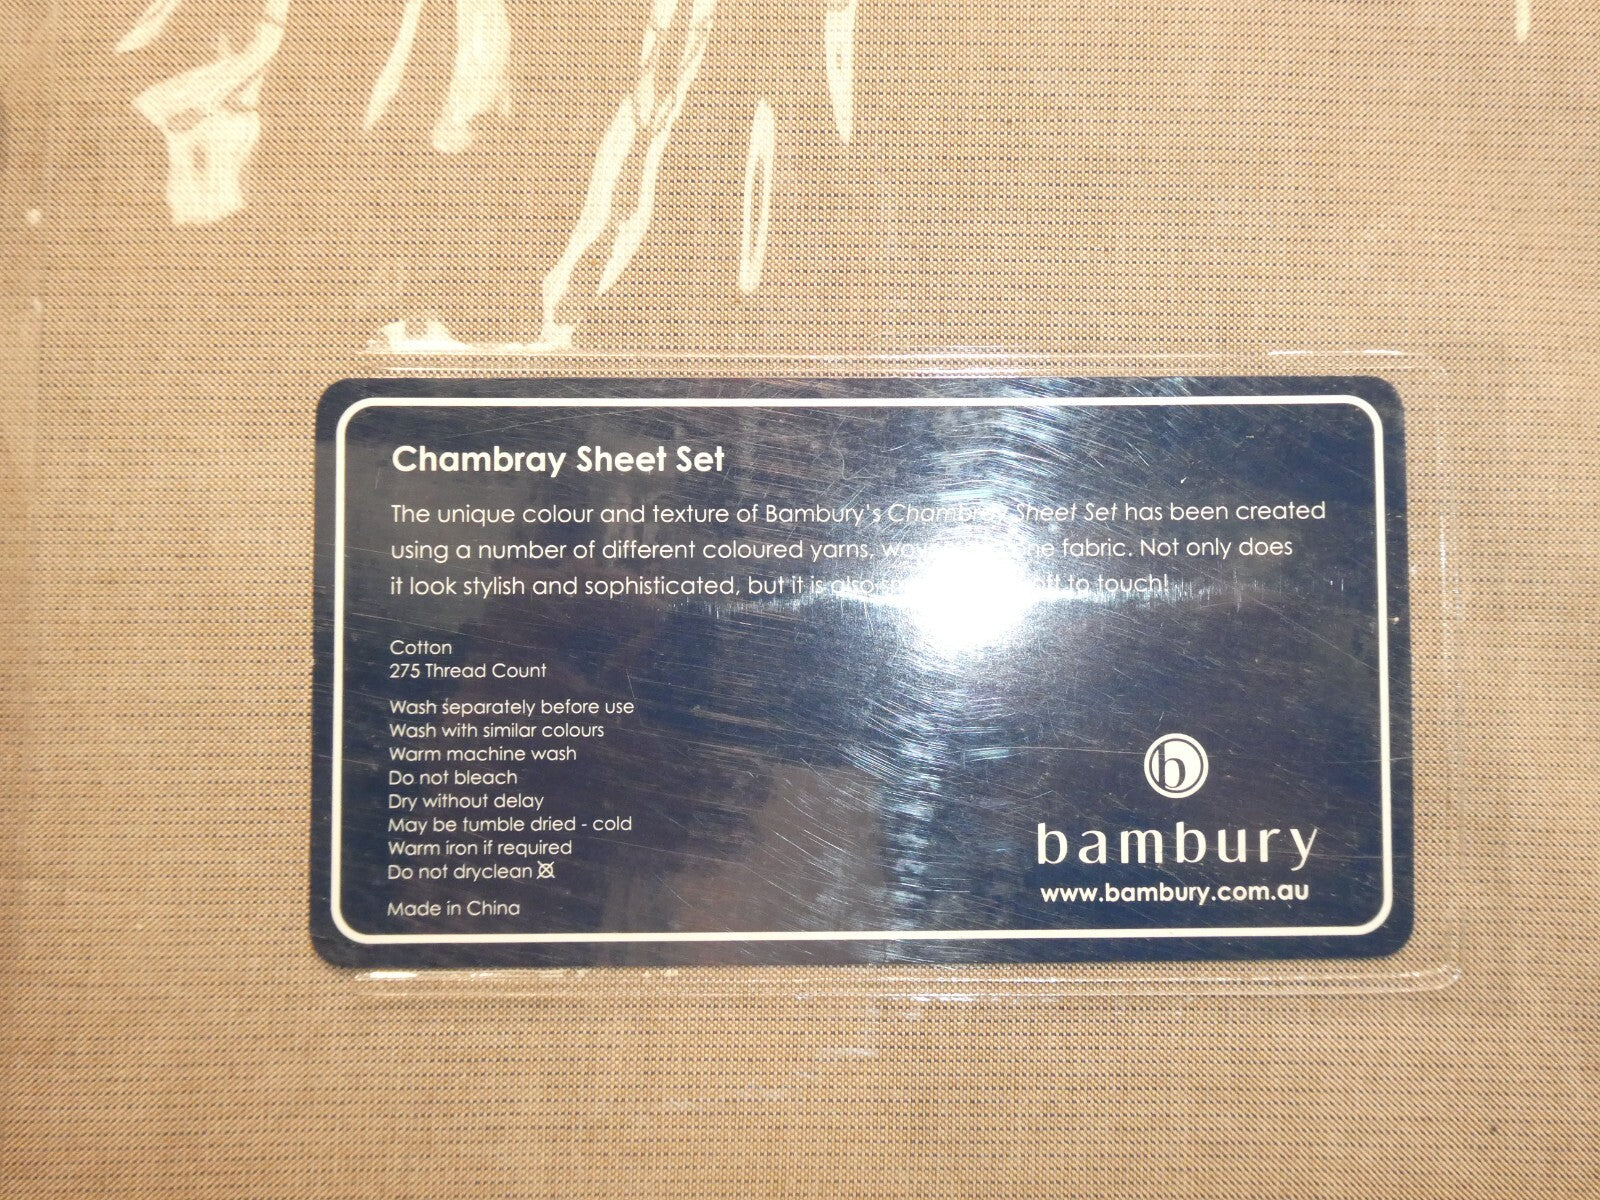 Chambray Sheet Set
The unique colour and texture of Bambury's Chambray Sheet Set has been created
using a number of different coloured yarns, fabric. Not only does
it look stylish and sophisticated, but it is also to touch!
Cotton
275 Thread Count
Wash separately before use
Wash with similar colours
Warm machine wash
Do not bleach
Dry without delay
May be tumble dried - cold
Warm iron if required
Do not dryclean
Made in China
b
bambury
www.bambury.com.au